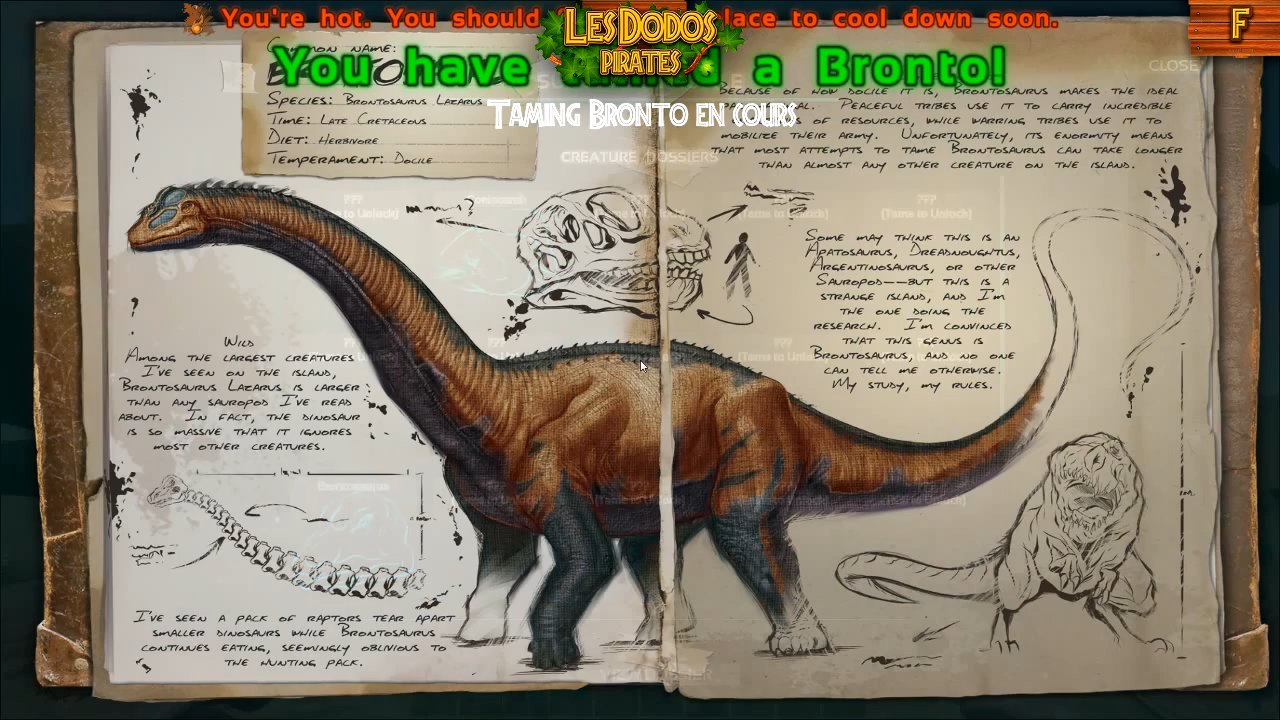 You're hot. You should place to cool down soon.
LES DODOS
PIRATES
F
You have a Bronto!
TAMING BRONTO EN COURS
CLOSE
COMMON NAME:
SPECIES: BRONTOSAURUS LAZARUS
TIME: LATE CRETACEOUS
DIET: HERBIVORE
TEMPERAMENT: DOCILE
CREATURE DOSSIERS
BECAUSE OF HOW DOCILE IT IS, BRONTOSAURUS MAKES THE IDEAL
PEACEFUL TRIBES USE IT TO CARRY INCREDIBLE
OF RESOURCES, WHILE WARRING TRIBES USE IT TO
MOBILIZE THEIR ARMY. UNFORTUNATELY, ITS ENORMITY MEANS
THAT MOST ATTEMPTS TO TAME BRONTOSAURUS CAN TAKE LONGER
THAN ALMOST ANY OTHER CREATURE ON THE ISLAND.
???
(Tame to Unlock)
SOME MAY THINK THIS IS AN
APATOSAURUS, DREADNOUGHTUS,
ARGENTINOSAURUS, OR OTHER
SAUROPOD--BUT THIS IS A
STRANGE ISLAND, AND I'M
THE ONE DOING THE
RESEARCH. I'M CONVINCED
THAT THIS GENUS IS
BRONTOSAURUS, AND NO ONE
CAN TELL ME OTHERWISE.
MY STUDY, MY RULES.
WILD
AMONG THE LARGEST CREATURES
I'VE SEEN ON THE ISLAND,
BRONTOSAURUS LAZARUS IS LARGER
THAN ANY SAUROPOD I'VE READ
ABOUT. IN FACT, THE DINOSAUR
IS SO MASSIVE THAT IT IGNORES
MOST OTHER CREATURES.
I'VE SEEN A PACK OF RAPTORS TEAR APART
SMALLER DINOSAURS WHILE BRONTOSAURUS
CONTINUES EATING, SEEMINGLY OBLIVIOUS TO
THE HUNTING PACK.